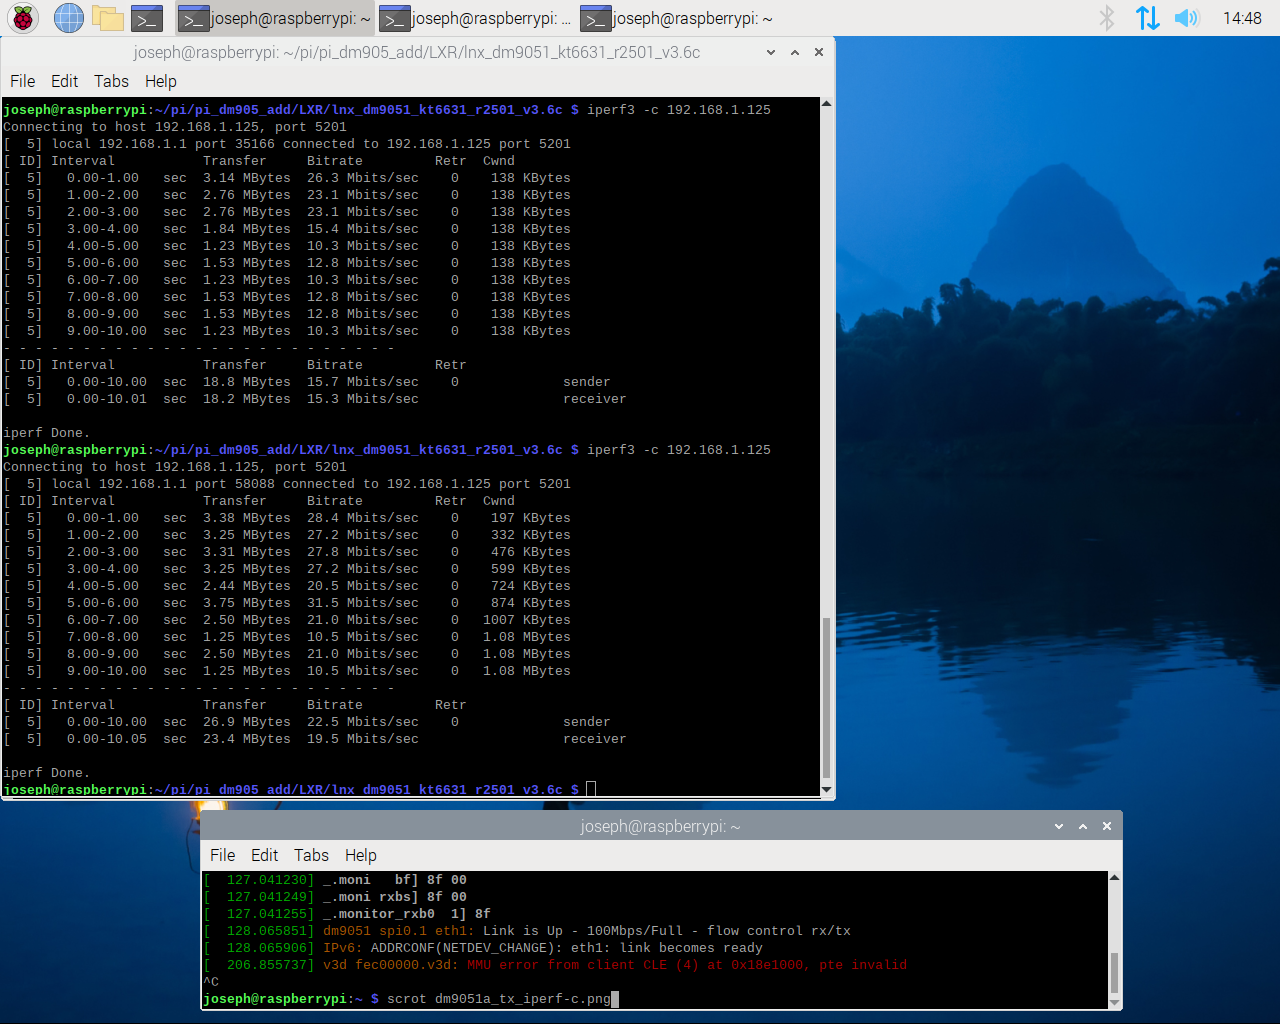 joseph@raspberrypi: ~
joseph@raspberrypi: ...
joseph@raspberrypi: ~
14:48
joseph@raspberrypi: ~/pi/pi_dm905_add/LXR/lnx_dm9051_kt6631_r2501_v3.6c
File Edit Tabs Help
joseph@raspberrypi:~/pi/pi_dm905_add/LXR/lnx_dm9051_kt6631_r2501_v3.6c $ iperf3 -c 192.168.1.125
Connecting to host 192.168.1.125, port 5201
[  5] local 192.168.1.1 port 35166 connected to 192.168.1.125 port 5201
[ ID] Interval           Transfer     Bitrate         Retr  Cwnd
[  5]   0.00-1.00   sec  3.14 MBytes  26.3 Mbits/sec    0    138 KBytes
[  5]   1.00-2.00   sec  2.76 MBytes  23.1 Mbits/sec    0    138 KBytes
[  5]   2.00-3.00   sec  2.76 MBytes  23.1 Mbits/sec    0    138 KBytes
[  5]   3.00-4.00   sec  1.84 MBytes  15.4 Mbits/sec    0    138 KBytes
[  5]   4.00-5.00   sec  1.23 MBytes  10.3 Mbits/sec    0    138 KBytes
[  5]   5.00-6.00   sec  1.53 MBytes  12.8 Mbits/sec    0    138 KBytes
[  5]   6.00-7.00   sec  1.23 MBytes  10.3 Mbits/sec    0    138 KBytes
[  5]   7.00-8.00   sec  1.53 MBytes  12.8 Mbits/sec    0    138 KBytes
[  5]   8.00-9.00   sec  1.53 MBytes  12.8 Mbits/sec    0    138 KBytes
[  5]   9.00-10.00  sec  1.23 MBytes  10.3 Mbits/sec    0    138 KBytes
- - - - - - - - - - - - - - - - - - - - - - - - -
[ ID] Interval           Transfer     Bitrate         Retr
[  5]   0.00-10.00  sec  18.8 MBytes  15.7 Mbits/sec    0             sender
[  5]   0.00-10.01  sec  18.2 MBytes  15.3 Mbits/sec                  receiver
iperf Done.
joseph@raspberrypi:~/pi/pi_dm905_add/LXR/lnx_dm9051_kt6631_r2501_v3.6c $ iperf3 -c 192.168.1.125
Connecting to host 192.168.1.125, port 5201
[  5] local 192.168.1.1 port 58088 connected to 192.168.1.125 port 5201
[ ID] Interval           Transfer     Bitrate         Retr  Cwnd
[  5]   0.00-1.00   sec  3.38 MBytes  28.4 Mbits/sec    0    197 KBytes
[  5]   1.00-2.00   sec  3.25 MBytes  27.2 Mbits/sec    0    332 KBytes
[  5]   2.00-3.00   sec  3.31 MBytes  27.8 Mbits/sec    0    476 KBytes
[  5]   3.00-4.00   sec  3.25 MBytes  27.2 Mbits/sec    0    599 KBytes
[  5]   4.00-5.00   sec  2.44 MBytes  20.5 Mbits/sec    0    724 KBytes
[  5]   5.00-6.00   sec  3.75 MBytes  31.5 Mbits/sec    0    874 KBytes
[  5]   6.00-7.00   sec  2.50 MBytes  21.0 Mbits/sec    0   1007 KBytes
[  5]   7.00-8.00   sec  1.25 MBytes  10.5 Mbits/sec    0   1.08 MBytes
[  5]   8.00-9.00   sec  2.50 MBytes  21.0 Mbits/sec    0   1.08 MBytes
[  5]   9.00-10.00  sec  1.25 MBytes  10.5 Mbits/sec    0   1.08 MBytes
- - - - - - - - - - - - - - - - - - - - - - - - -
[ ID] Interval           Transfer     Bitrate         Retr
[  5]   0.00-10.00  sec  26.9 MBytes  22.5 Mbits/sec    0             sender
[  5]   0.00-10.05  sec  23.4 MBytes  19.5 Mbits/sec                  receiver
iperf Done.
joseph@raspberrypi:~/pi/pi_dm905_add/LXR/lnx_dm9051_kt6631_r2501_v3.6c $
joseph@raspberrypi: ~
File Edit Tabs Help
[  127.041230] _.moni   bf] 8f 00
[  127.041249] _.moni rxbs] 8f 00
[  127.041255] _.monitor_rxb0  1] 8f
[  128.065851] dm9051 spi0.1 eth1: Link is Up - 100Mbps/Full - flow control rx/tx
[  128.065906] IPv6: ADDRCONF(NETDEV_CHANGE): eth1: link becomes ready
[  206.855737] v3d fec00000.v3d: MMU error from client CLE (4) at 0x18e1000, pte invalid
^C
joseph@raspberrypi:~ $ scrot dm9051a_tx_iperf-c.png